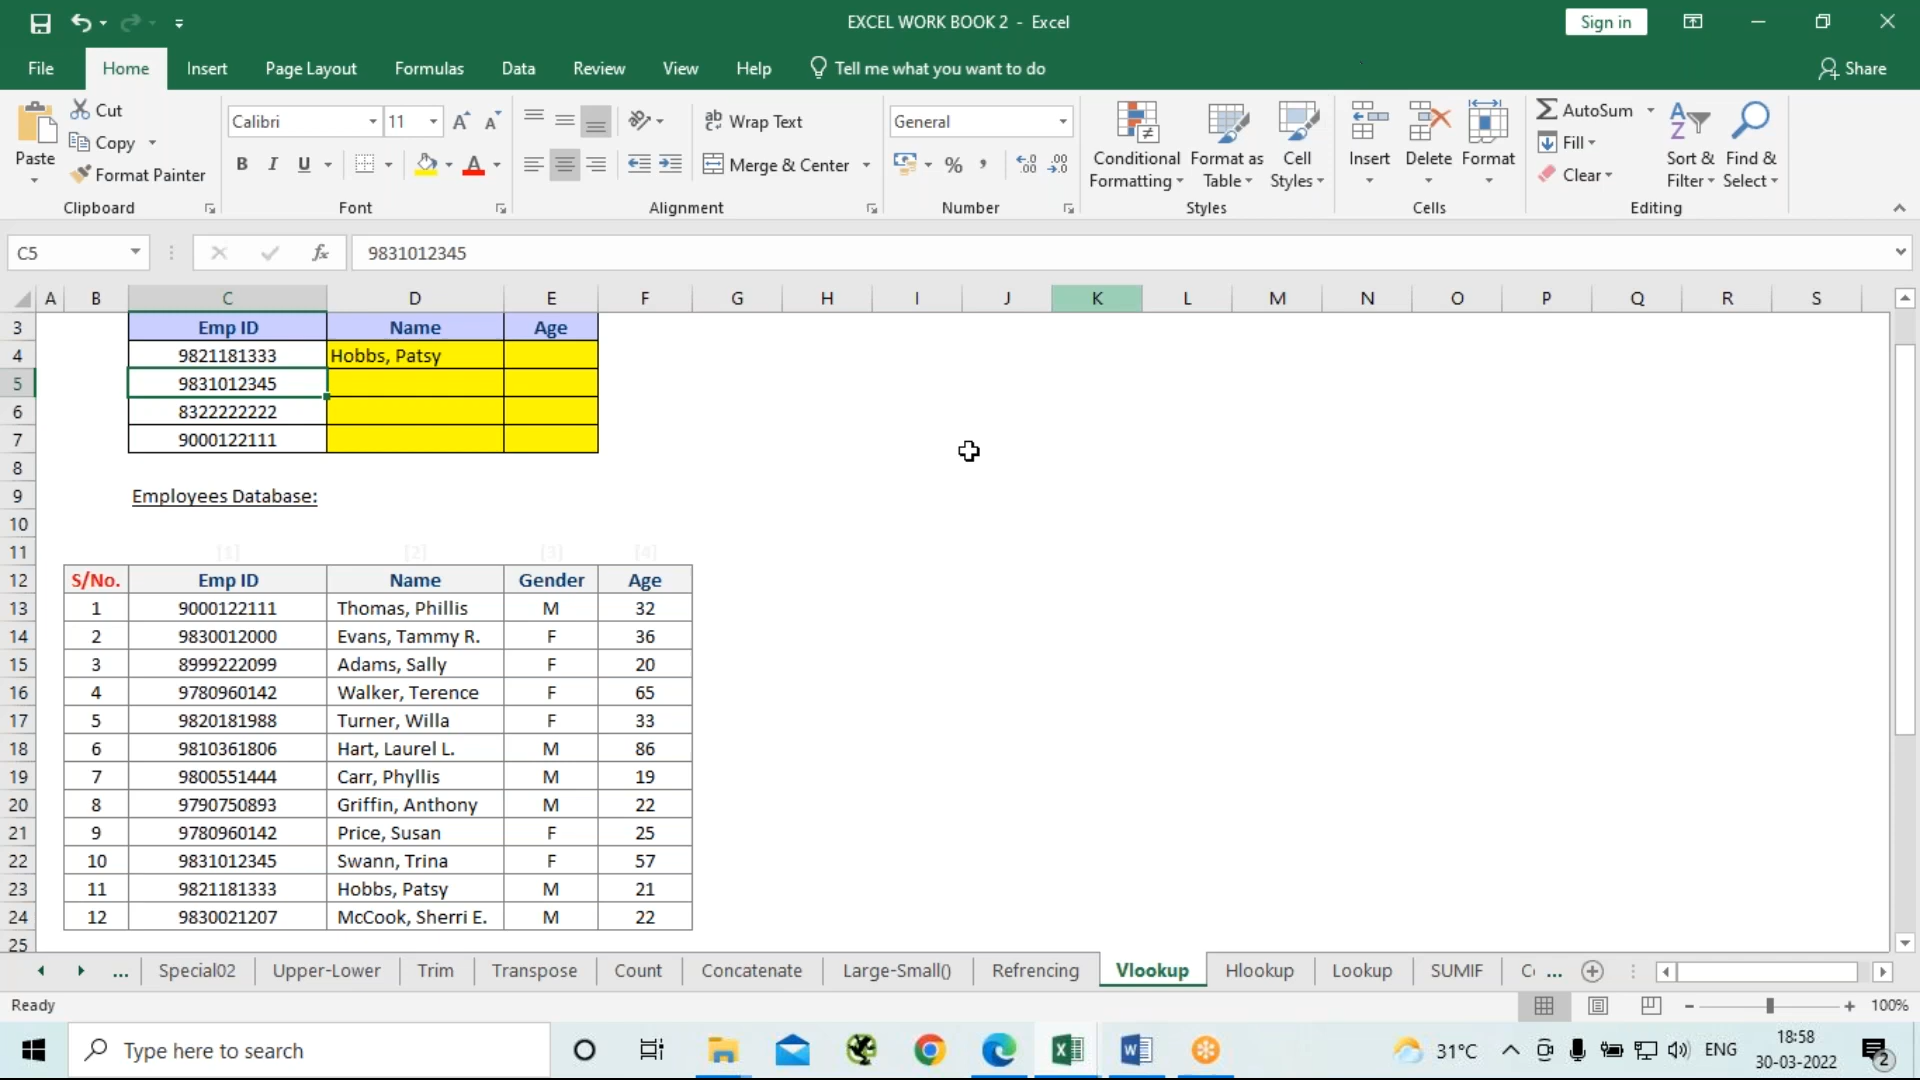 EXCEL WORK BOOK 2 - Excel
Sign in
File Home Insert Page Layout Formulas Data Review View Help Tell me what you want to do Share
Paste
Cut
Copy
Format Painter
Clipboard
Calibri 11
B I U
Font
Wrap Text
Merge & Center
Alignment
General
%
Number
Conditional Formatting
Format as Table
Cell Styles
Styles
Insert Delete Format
Cells
AutoSum
Fill
Clear
Sort & Filter
Find & Select
Editing
C5 fx 9831012345
A B C D E F G H I J K L M N O P Q R S
3 Emp ID Name Age
4 9821181333 Hobbs, Patsy
5 9831012345
6 8322222222
7 9000122111
8
9 Employees Database:
10
11 [1] [2] [3] [4]
12 S/No. Emp ID Name Gender Age
13 1 9000122111 Thomas, Phillis M 32
14 2 9830012000 Evans, Tammy R. F 36
15 3 8999222099 Adams, Sally F 20
16 4 9780960142 Walker, Terence F 65
17 5 9820181988 Turner, Willa F 33
18 6 9810361806 Hart, Laurel L. M 86
19 7 9800551444 Carr, Phyllis M 19
20 8 9790750893 Griffin, Anthony M 22
21 9 9780960142 Price, Susan F 25
22 10 9831012345 Swann, Trina F 57
23 11 9821181333 Hobbs, Patsy M 21
24 12 9830021207 McCook, Sherri E. M 22
25
... Special02 Upper-Lower Trim Transpose Count Concatenate Large-Small() Refrencing Vlookup Hlookup Lookup SUMIF ...
Ready 100%
Type here to search 31°C ENG 18:58
30-03-2022 2